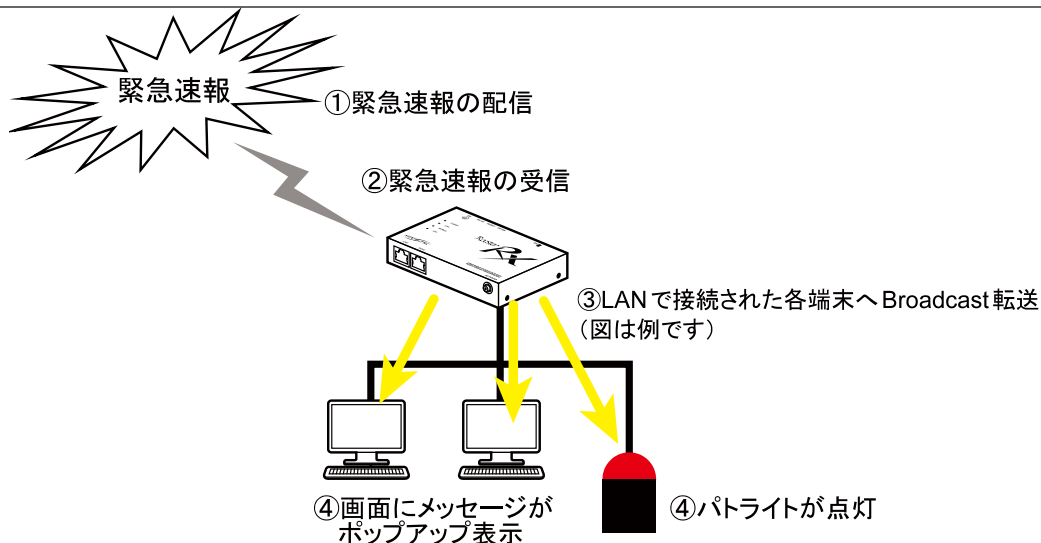 緊急速報
①緊急速報の配信
②緊急速報の受信
Rooster
RX
③LANで接続された各端末へBroadcast転送
（図は例です）
④画面にメッセージが
ポップアップ表示
④パトライトが点灯